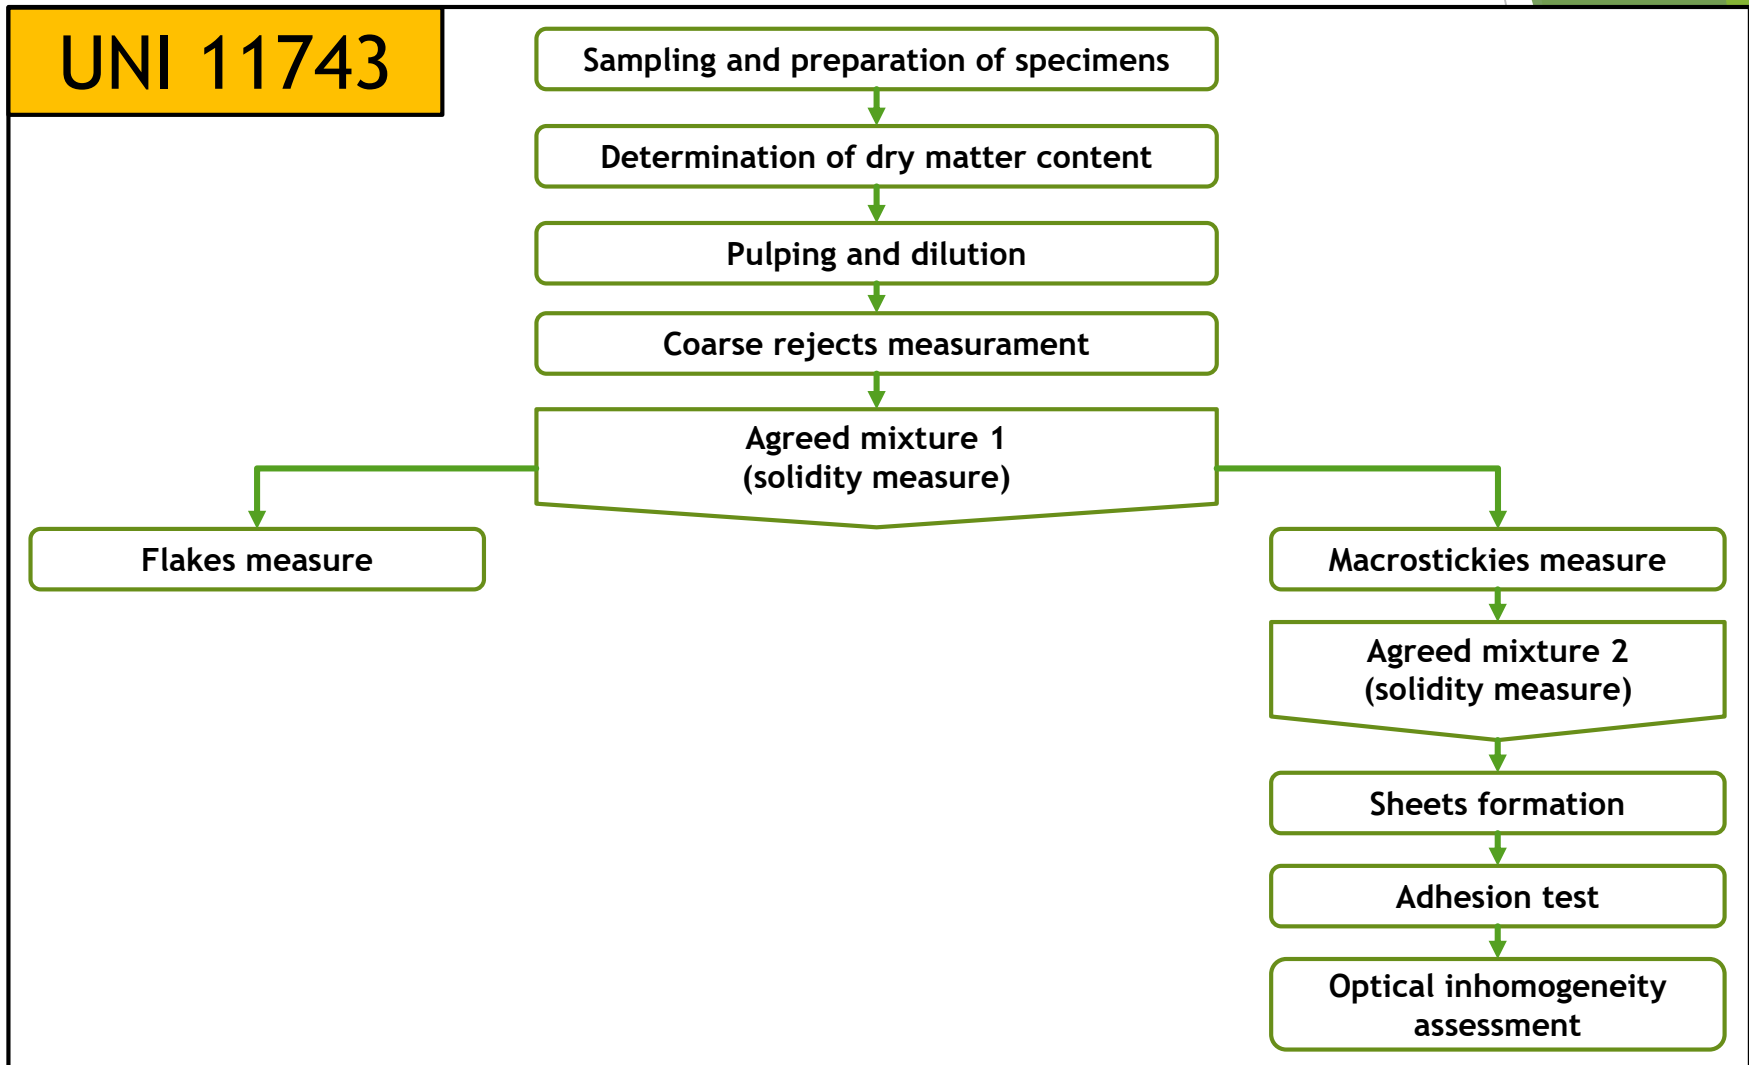 UNI 11743
Sampling and preparation of specimens
Determination of dry matter content
Pulping and dilution
Coarse rejects measurament
Agreed mixture 1
(solidity measure)
Flakes measure
Macrostickies measure
Agreed mixture 2
(solidity measure)
Sheets formation
Adhesion test
Optical inhomogeneity
assessment